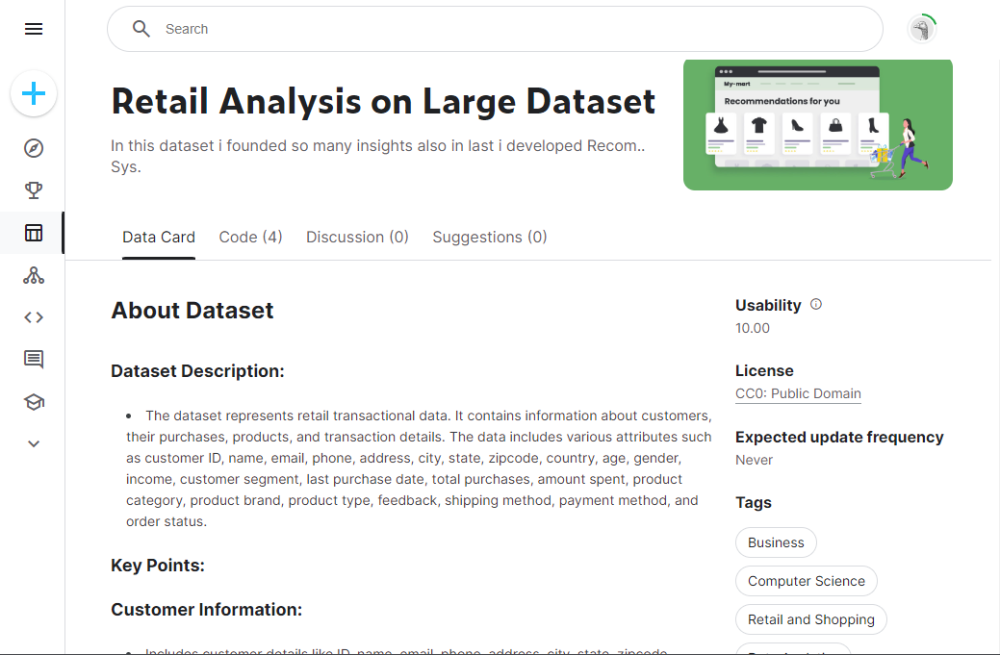 Search
Retail Analysis on Large Dataset
In this dataset i founded so many insights also in last i developed Recom..
Sys.
My-mart
Recommendations for you
Data Card
Code (4)
Discussion (0)
Suggestions (0)
About Dataset
Dataset Description:
• The dataset represents retail transactional data. It contains information about customers,
their purchases, products, and transaction details. The data includes various attributes such
as customer ID, name, email, phone, address, city, state, zipcode, country, age, gender,
income, customer segment, last purchase date, total purchases, amount spent, product
category, product brand, product type, feedback, shipping method, payment method, and
order status.
Key Points:
Customer Information:
• Includes customer details like ID, name, email, phone, address, city, state, zipcode,
Usability
10.00
License
CC0: Public Domain
Expected update frequency
Never
Tags
Business
Computer Science
Retail and Shopping